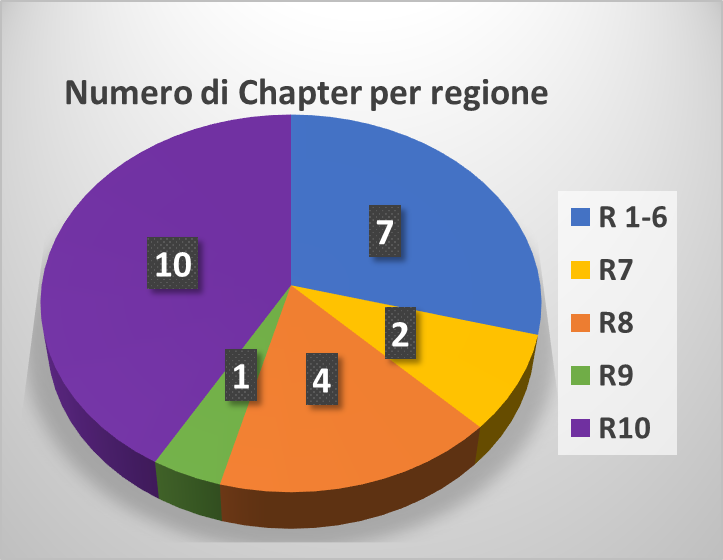 Numero di Chapter per regione
7
2
4
1
10
R 1-6
R7
R8
R9
R10